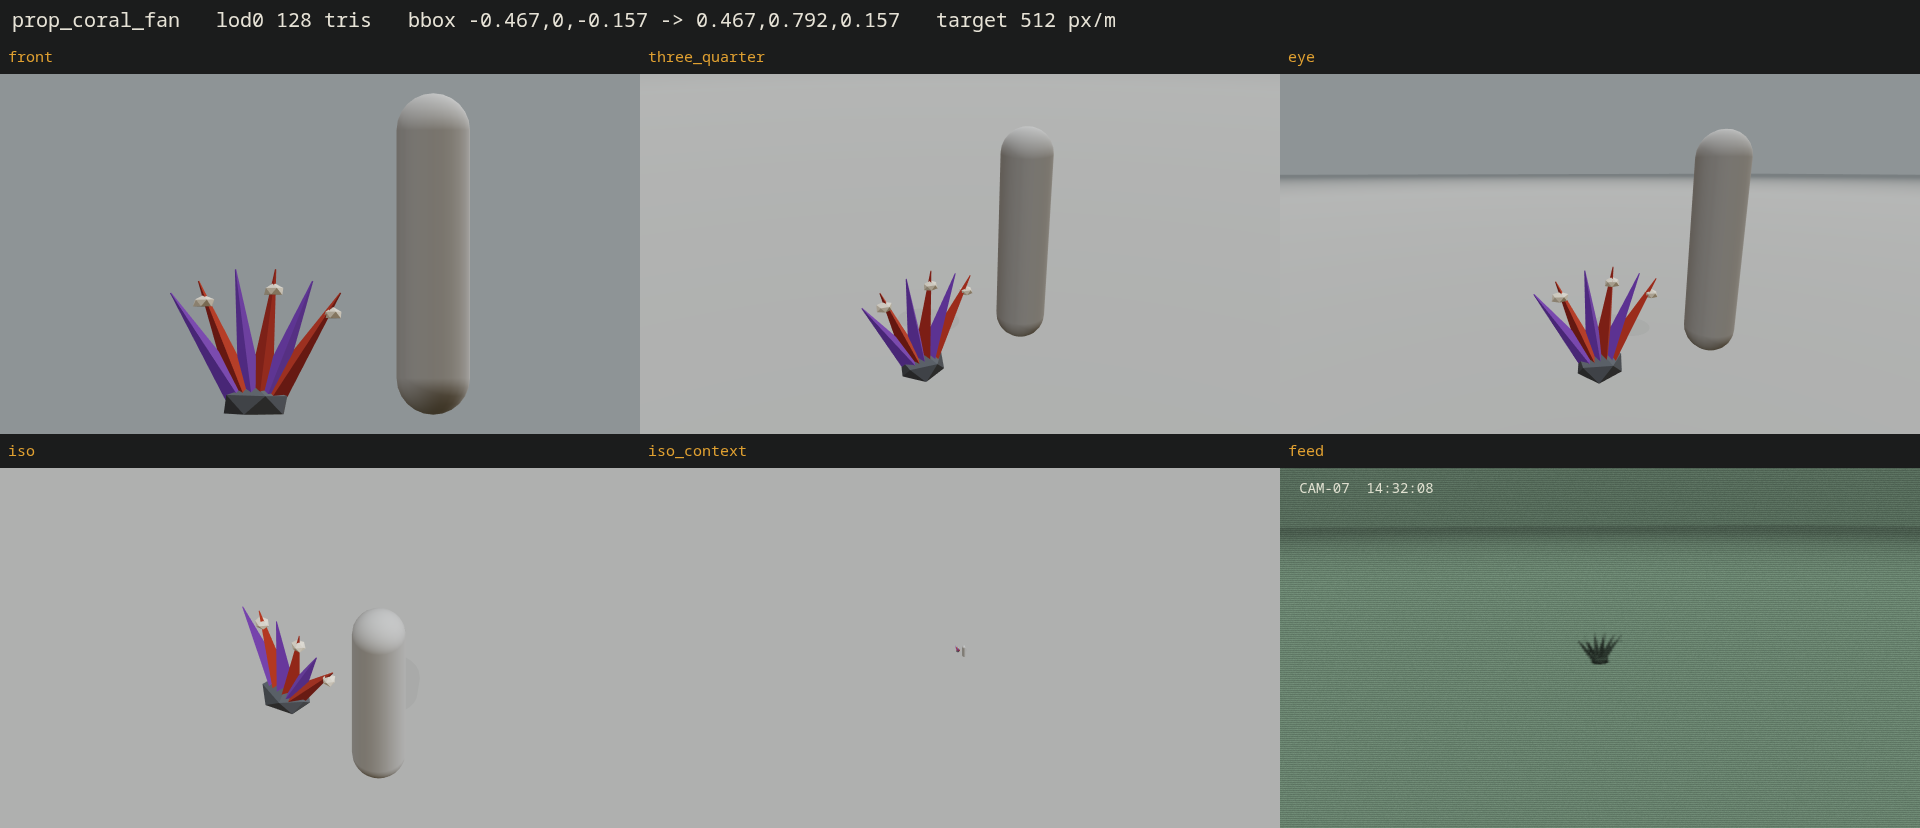 prop_coral_fan lod0 128 tris bbox -0.467,0,-0.157 -> 0.467,0.792,0.157 target 512 px/m
front three_quarter eye
iso iso_context feed
CAM-07 14:32:08